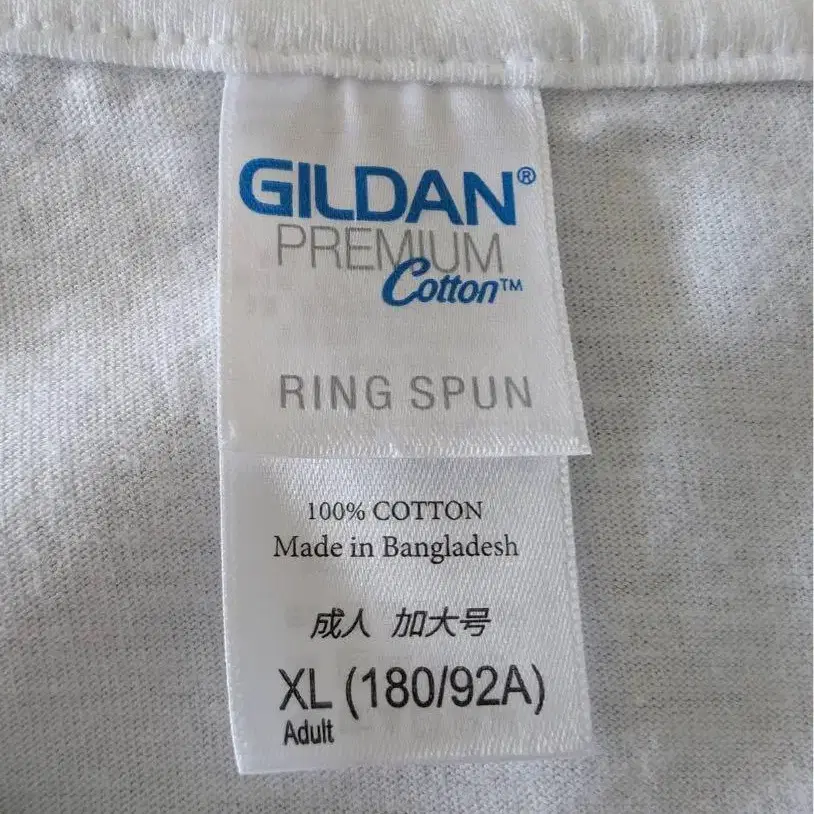 GILDAN®
PREMIUM
Cotton™
RING SPUN
100% COTTON
Made in Bangladesh
成人 加大号
XL (180/92A)
Adult